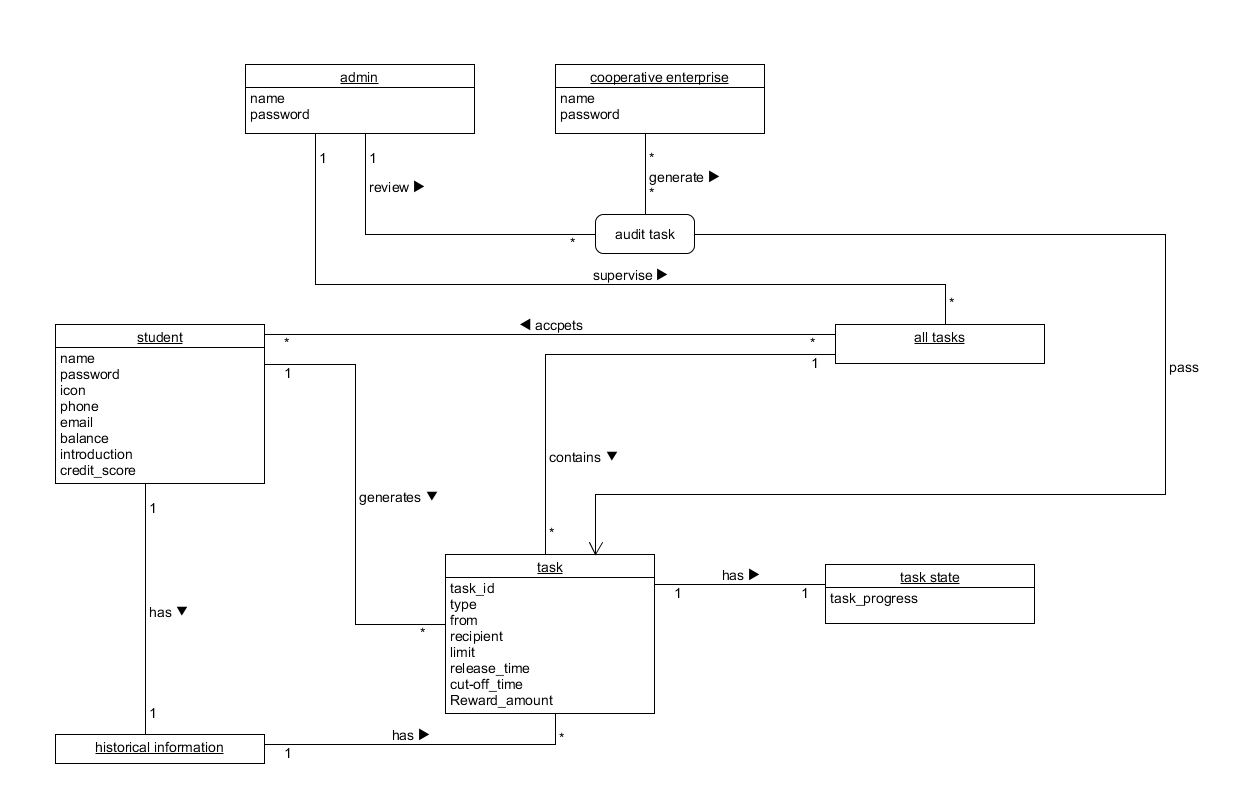 admin
name
password
cooperative enterprise
name
password
1
1
review ▶
*
*
generate ▶
*
audit task
supervise ▶
*
◀ accpets
*
*
all tasks
1
pass
student
name
password
icon
phone
email
balance
introduction
credit_score
1
contains ▼
*
generates ▼
*
1
has ▼
1
task
task_id
type
from
recipient
limit
release_time
cut-off_time
Reward_amount
has ▶
1
1
task state
task_progress
historical information
1
has ▶
*